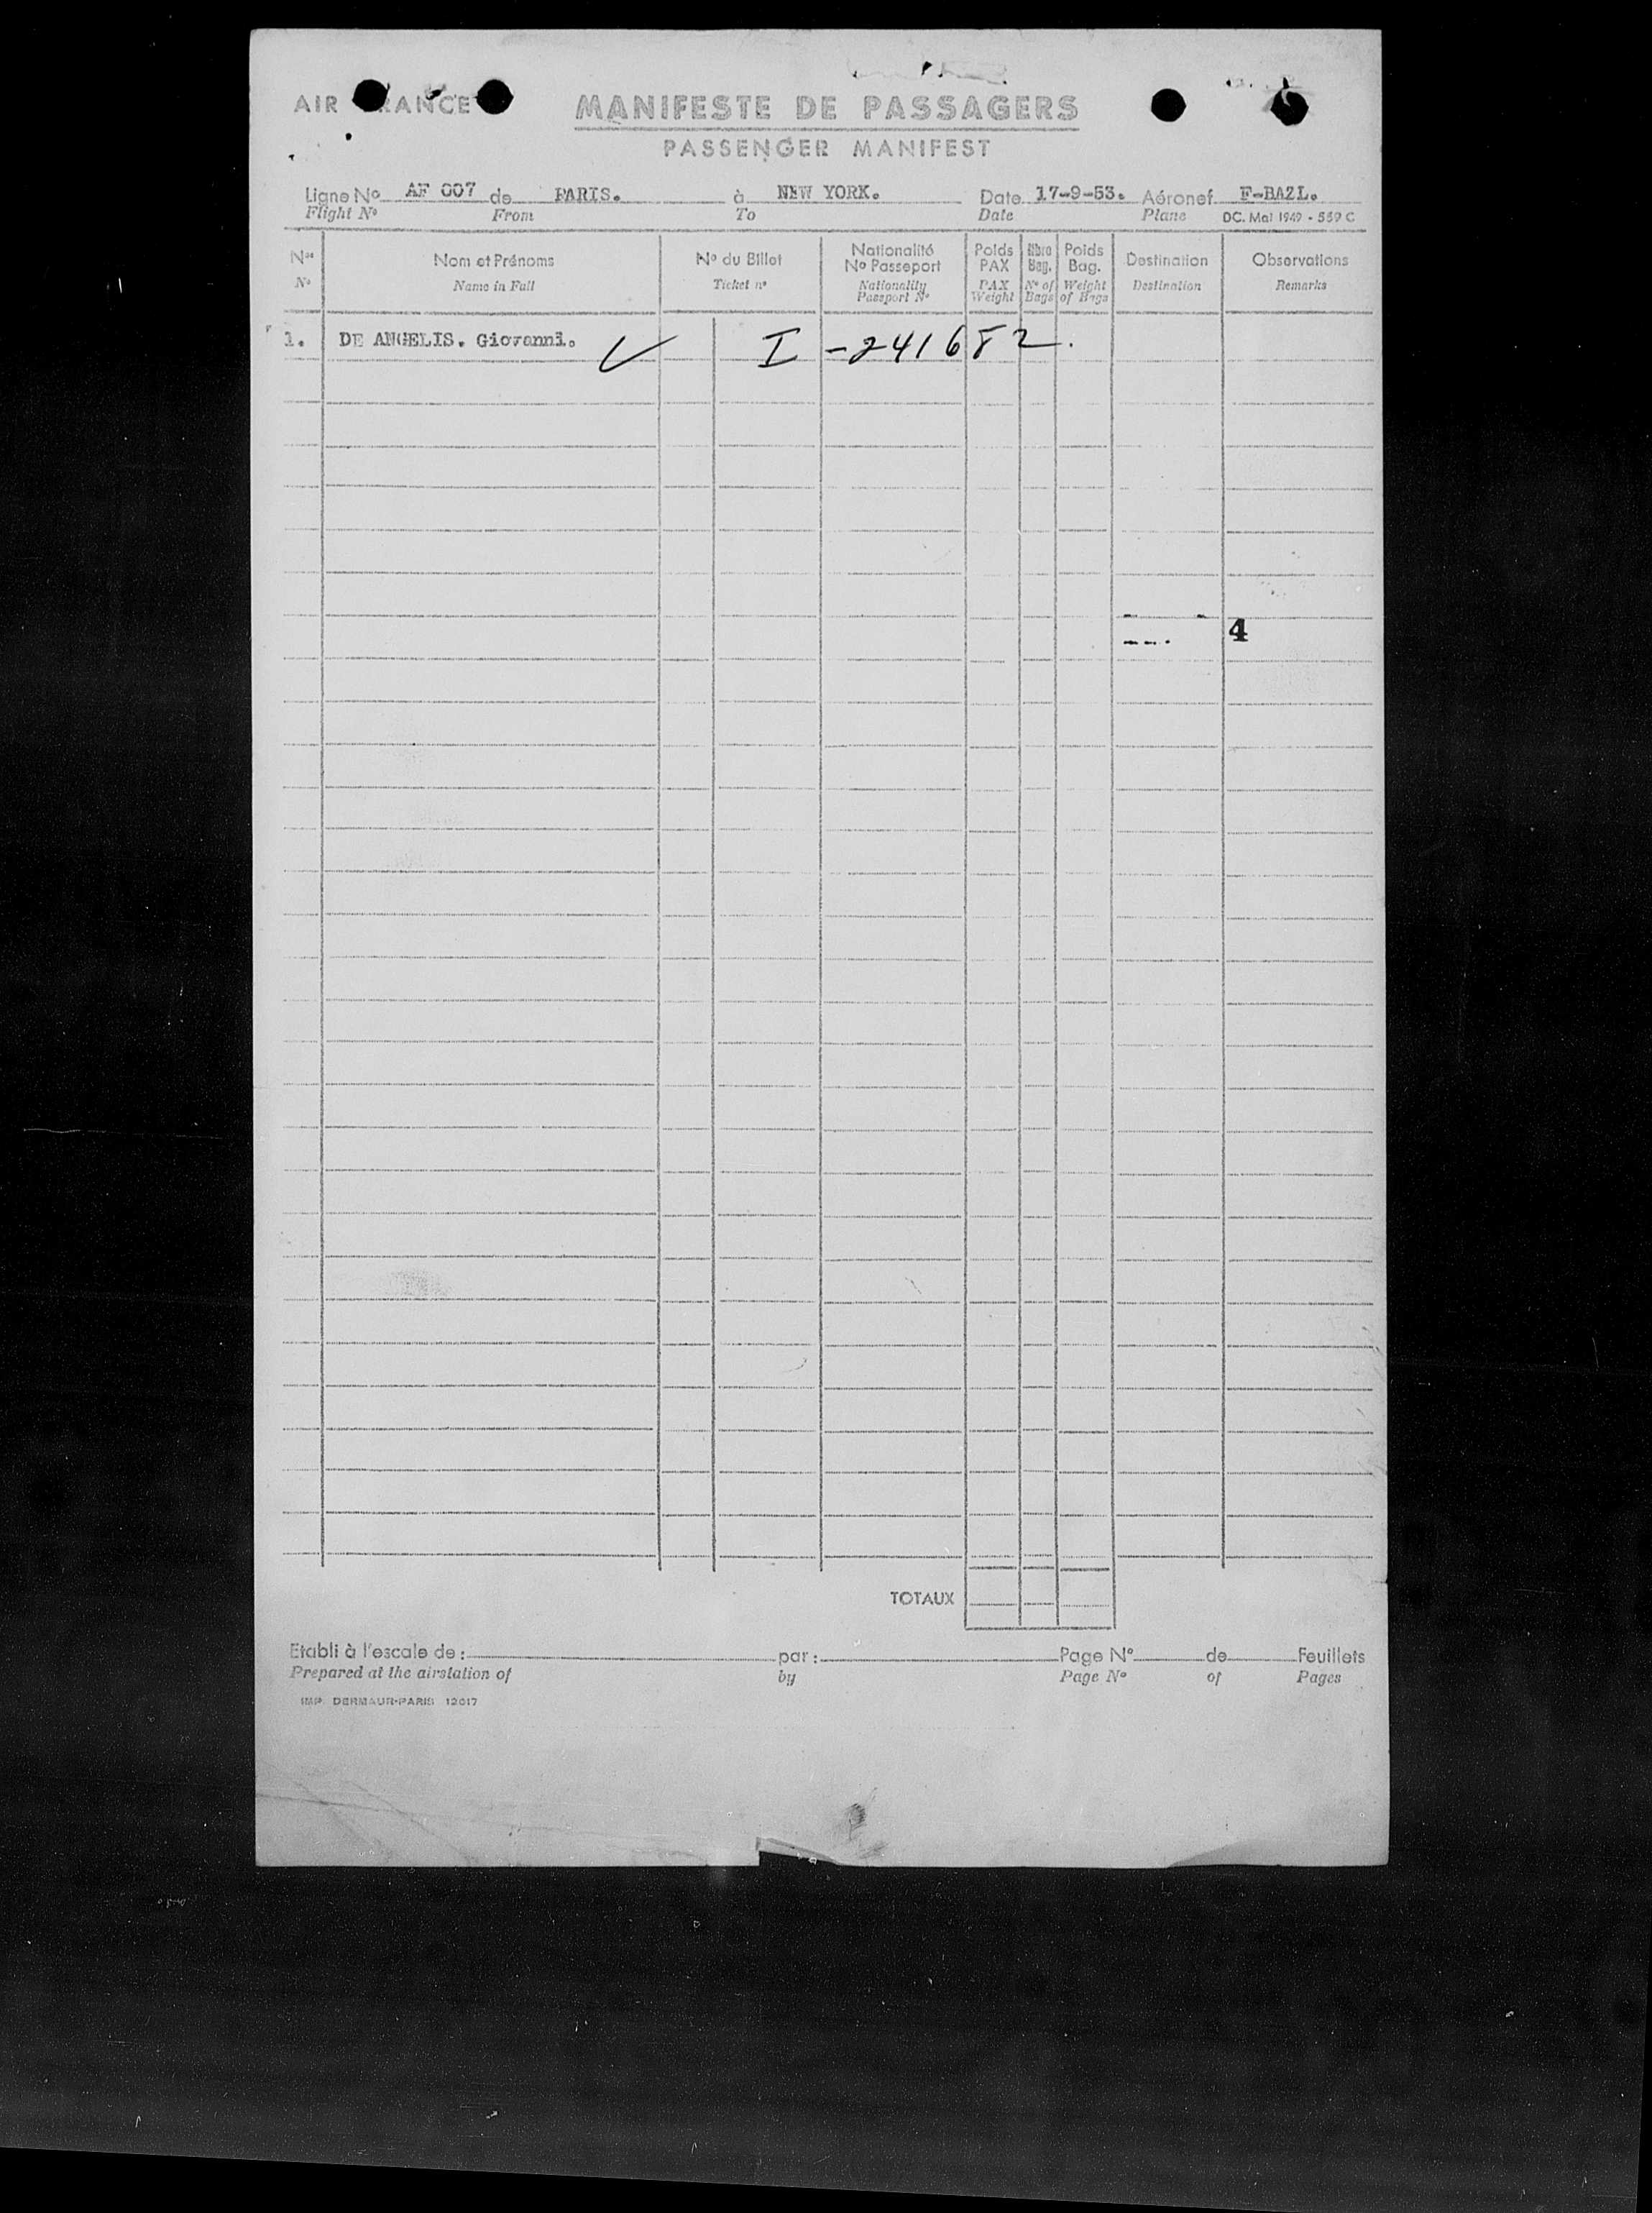 AIR FRANCE
MANIFESTE DE PASSAGERS
PASSENGER MANIFEST
Ligne No AF 007 de PARIS. à NEW YORK. Date 17-9-53. Aéronef F-BAZL.
Flight No From To Date Plane DC. Mai 1949 - 539 C
Nos Nom et Prénoms No du Billet Nationalité No Passeport Poids PAX Nbre Bag. Poids Bag. Destination Observations
No Name in Full Ticket no Nationality Passport No PAX Weight No of Bags Weight of Bags Destination Remarks
1. DE ANGELIS. Giovanni. I - 241682.
4
TOTAUX
Etabli à l'escale de : par : Page No de Feuillets
Prepared at the airstation of by Page No of Pages
IMP. DERMAUR-PARIS 12017